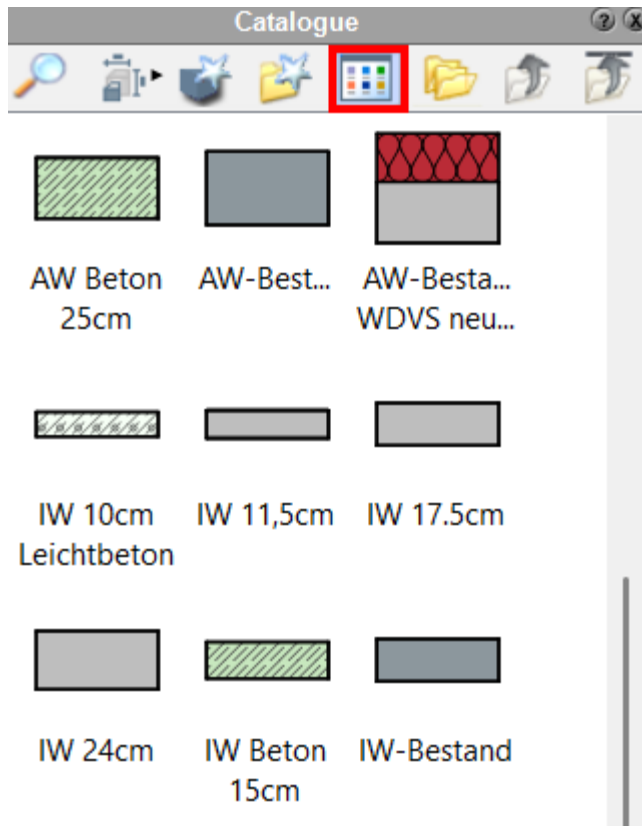 Catalogue
AW Beton
25cm
AW-Best...
AW-Besta...
WDVS neu...
IW 10cm
Leichtbeton
IW 11,5cm
IW 17.5cm
IW 24cm
IW Beton
15cm
IW-Bestand